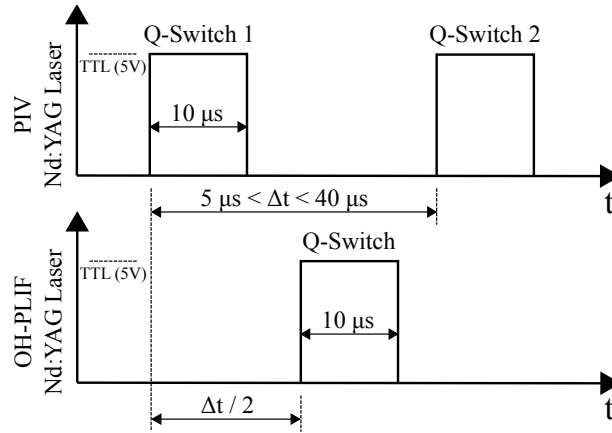 Q-Switch 1
Q-Switch 2
TTL (5V)
PIV
Nd:YAG Laser
10 μs
t
5 μs < Δt < 40 μs
Q-Switch
TTL (5V)
OH-PLIF
Nd:YAG Laser
10 μs
t
Δt / 2